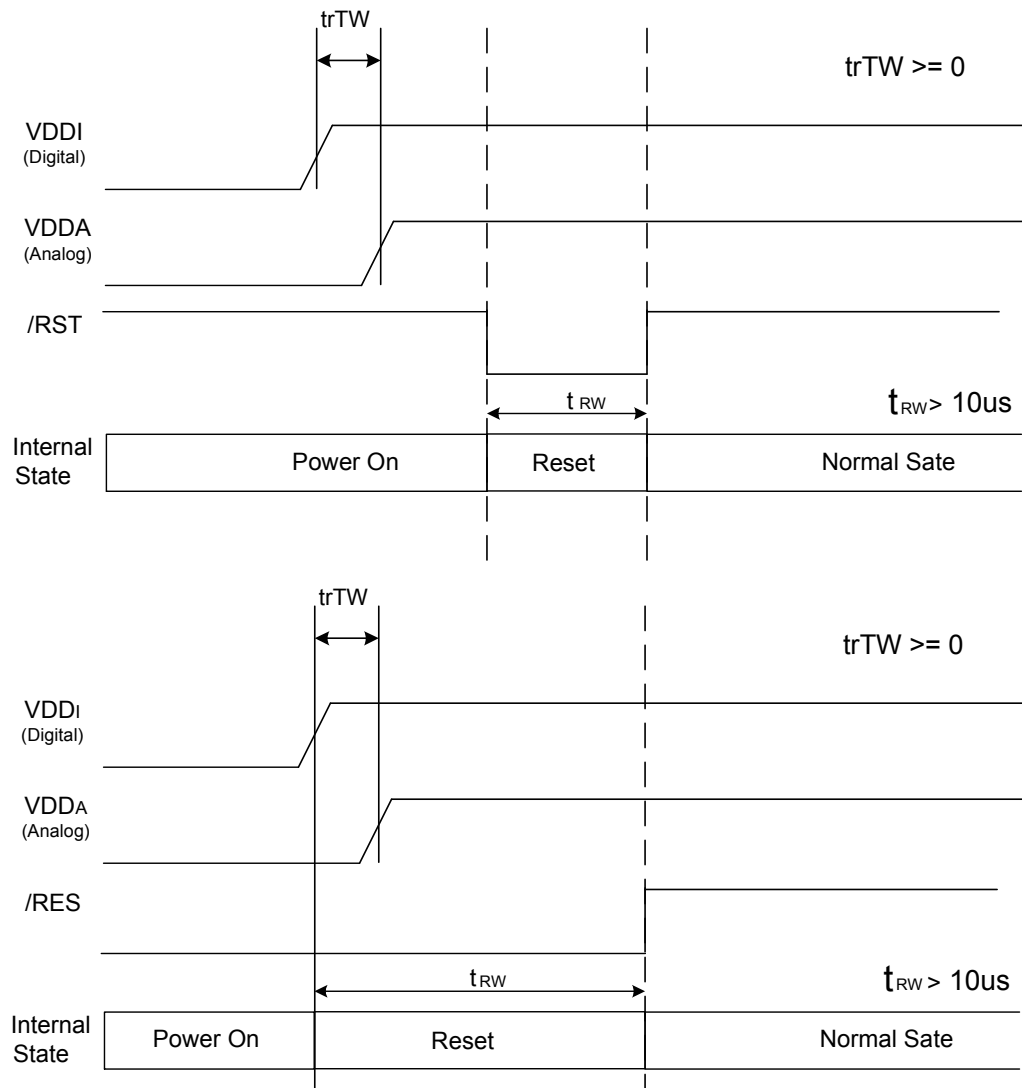 trTW
trTW >= 0
VDDI
(Digital)
VDDA
(Analog)
/RST
t RW
tRW > 10us
Internal
State
Power On
Reset
Normal Sate
trTW
trTW >= 0
VDDI
(Digital)
VDDA
(Analog)
/RES
t RW
tRW > 10us
Internal
State
Power On
Reset
Normal Sate